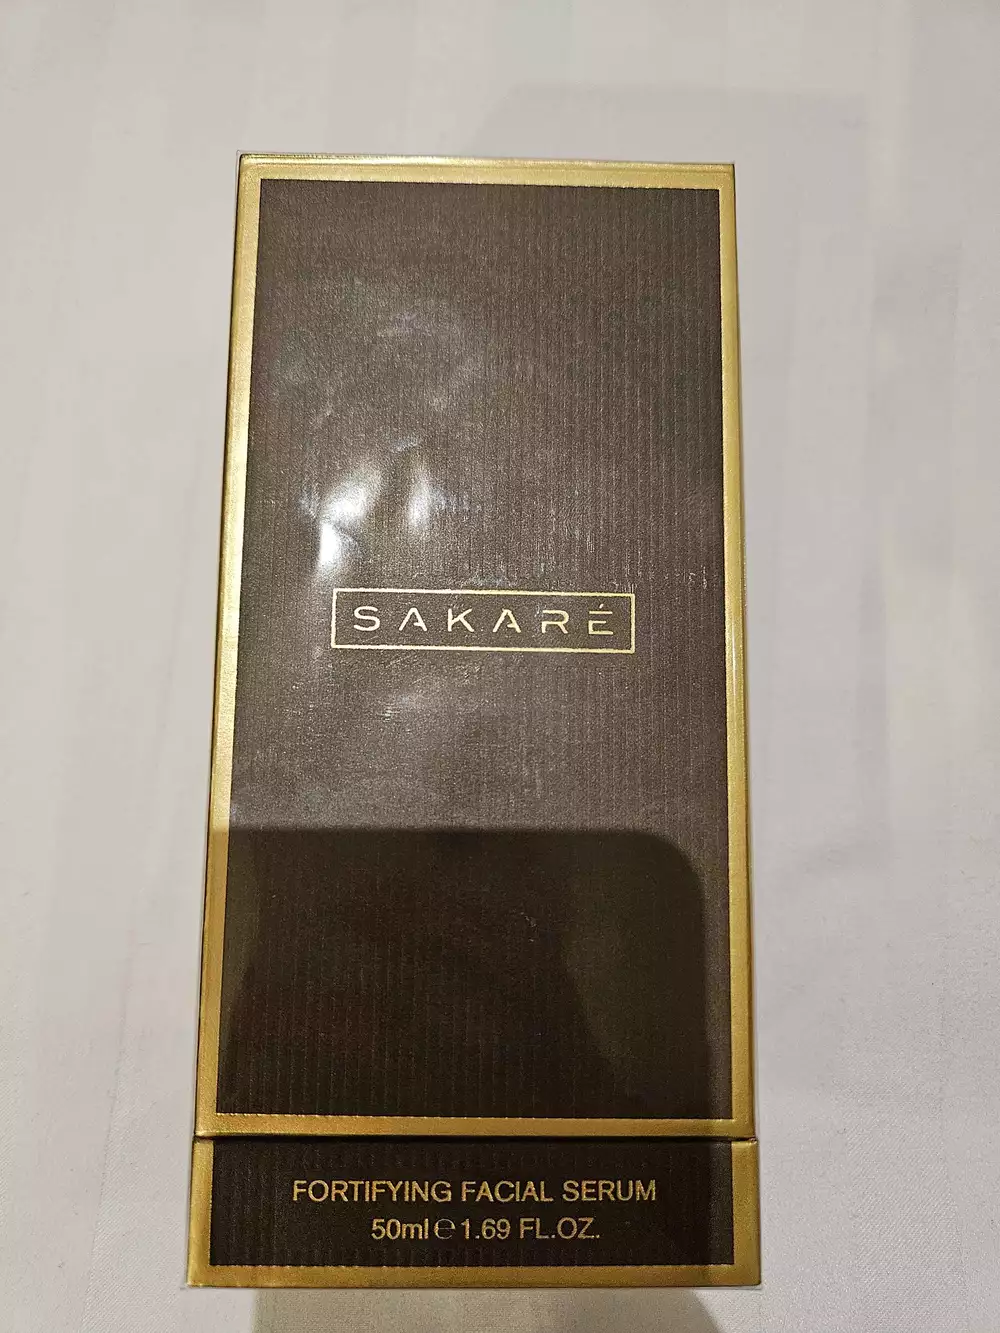 SAKARÉ
FORTIFYING FACIAL SERUM
50ml ℮ 1.69 FL.OZ.